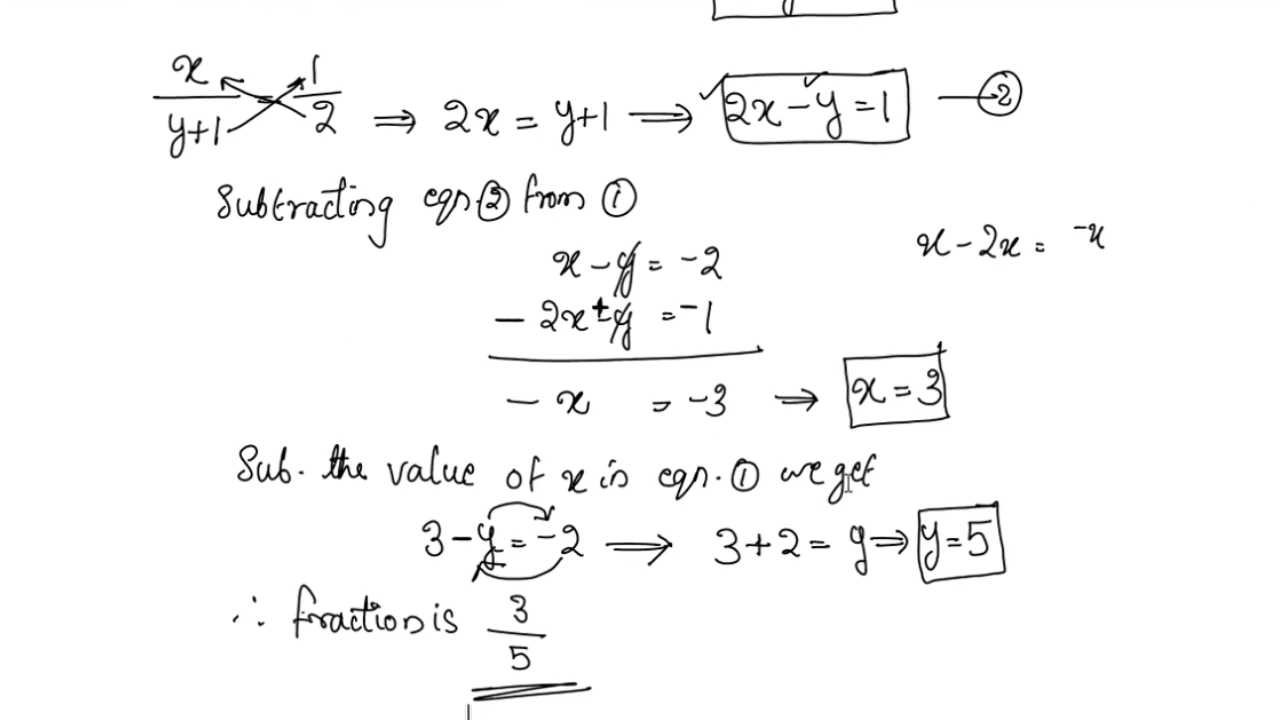 x/(y+1) = 1/2 ⇒ 2x = y+1 ⟹ 2x - y = 1 — ②
Subtracting eqn ② from ①
x - 2x = -x
x - y = -2
- 2x ± y = -1
- x = -3 ⇒ x = 3
Sub. the value of x in eqn. ① we get
3 - y = -2 ⟹ 3 + 2 = y ⇒ y = 5
∴ fraction is 3/5